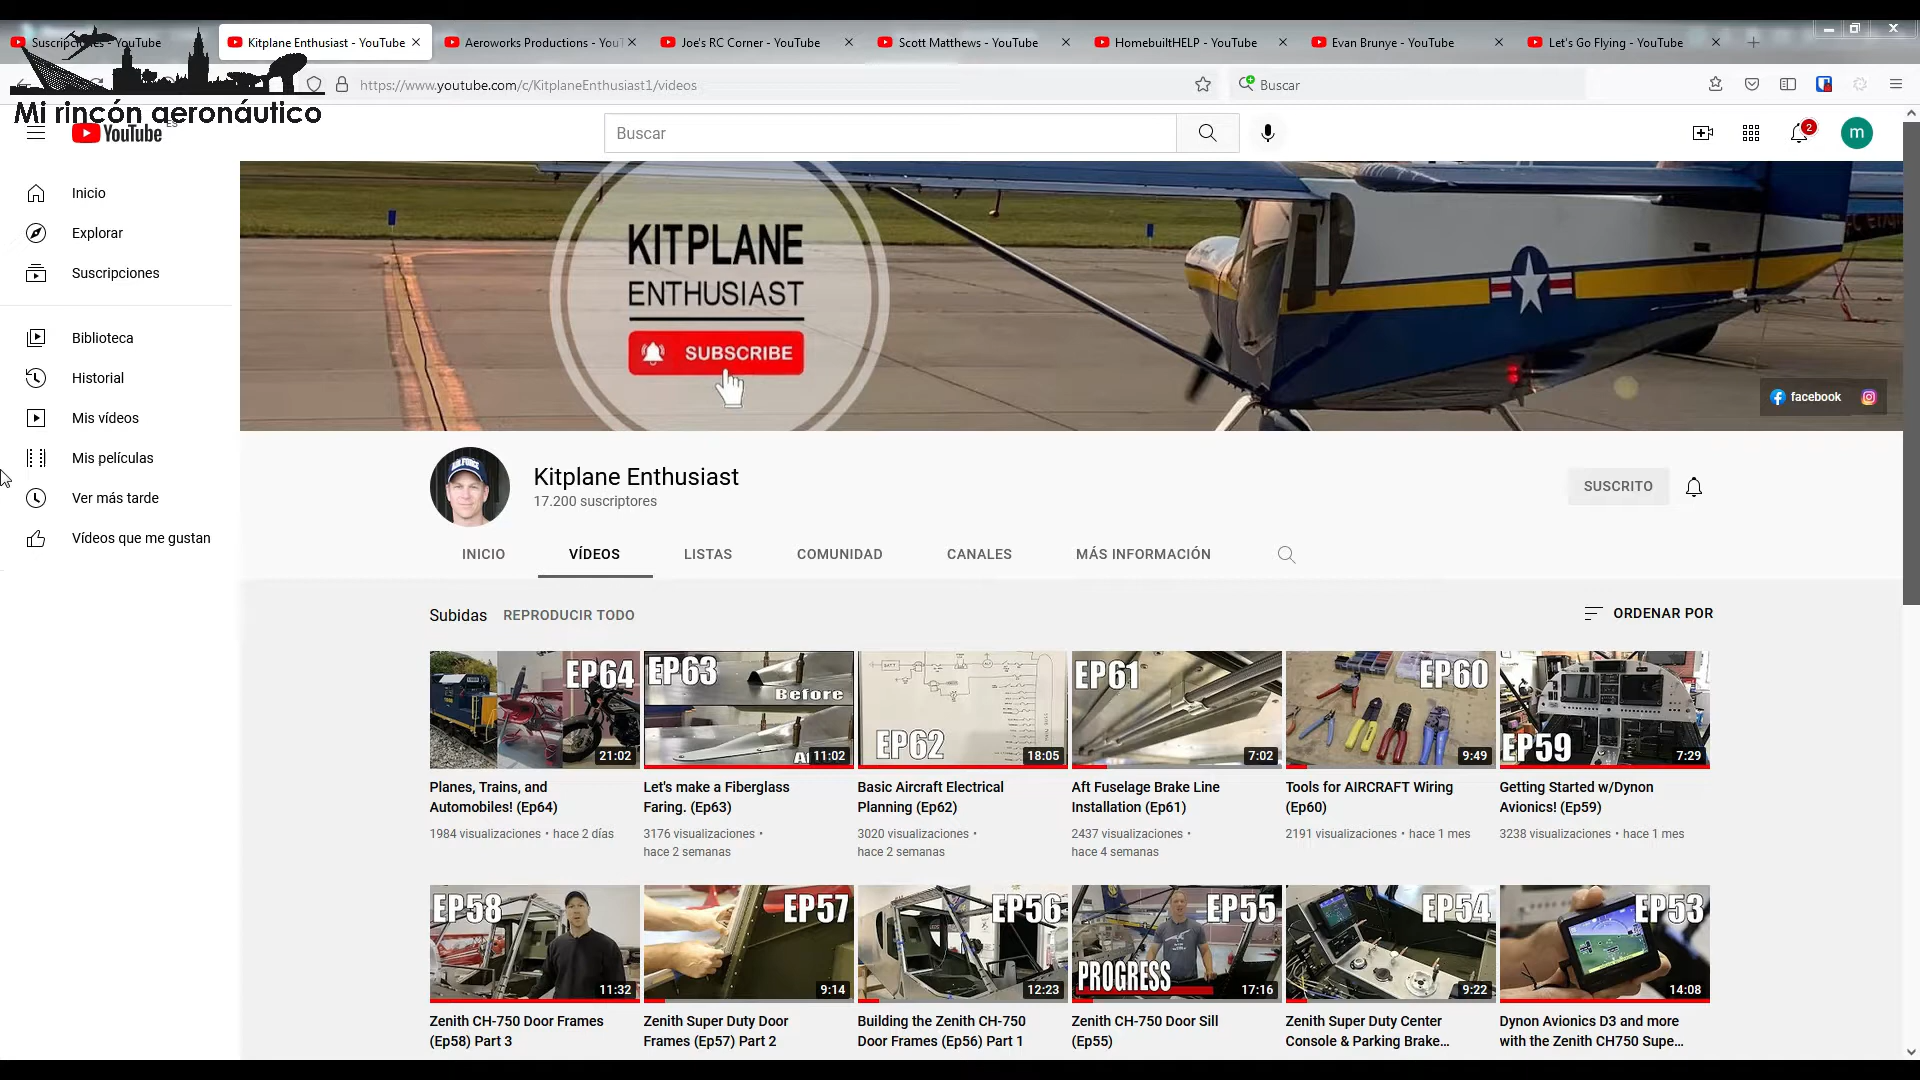 Suscripciones - YouTube
Kitplane Enthusiast - YouTube
Aeroworks Productions - YouT
Joe's RC Corner - YouTube
Scott Matthews - YouTube
HomebuiltHELP - YouTube
Evan Brunye - YouTube
Let's Go Flying - YouTube
https://www.youtube.com/c/KitplaneEnthusiast1/videos
Buscar
Mi rincón aeronáutico
YouTube ES
Buscar
2
m
Inicio
Explorar
Suscripciones
Biblioteca
Historial
Mis vídeos
Mis películas
Ver más tarde
Vídeos que me gustan
KITPLANE
ENTHUSIAST
SUBSCRIBE
facebook
Kitplane Enthusiast
17.200 suscriptores
SUSCRITO
INICIO
VÍDEOS
LISTAS
COMUNIDAD
CANALES
MÁS INFORMACIÓN
Subidas
REPRODUCIR TODO
ORDENAR POR
EP64
21:02
EP63
Before
11:02
EP62
18:05
EP61
7:02
EP60
9:49
EP59
7:29
Planes, Trains, and
Automobiles! (Ep64)
1984 visualizaciones • hace 2 días
Let's make a Fiberglass
Faring. (Ep63)
3176 visualizaciones •
hace 2 semanas
Basic Aircraft Electrical
Planning (Ep62)
3020 visualizaciones •
hace 2 semanas
Aft Fuselage Brake Line
Installation (Ep61)
2437 visualizaciones •
hace 4 semanas
Tools for AIRCRAFT Wiring
(Ep60)
2191 visualizaciones • hace 1 mes
Getting Started w/Dynon
Avionics! (Ep59)
3238 visualizaciones • hace 1 mes
EP58
11:32
EP57
9:14
EP56
12:23
EP55
PROGRESS
17:16
EP54
9:22
EP53
14:08
Zenith CH-750 Door Frames
(Ep58) Part 3
Zenith Super Duty Door
Frames (Ep57) Part 2
Building the Zenith CH-750
Door Frames (Ep56) Part 1
Zenith CH-750 Door Sill
(Ep55)
Zenith Super Duty Center
Console & Parking Brake...
Dynon Avionics D3 and more
with the Zenith CH750 Supe...